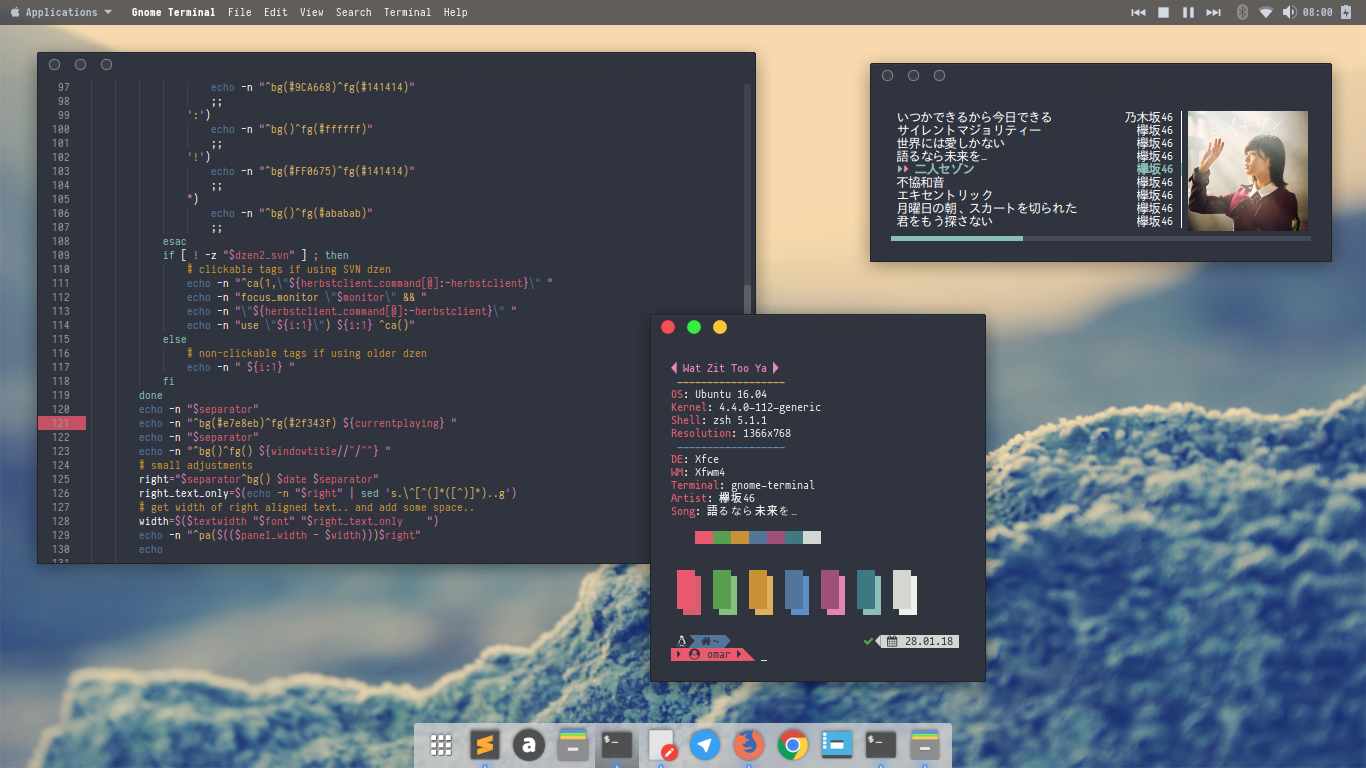 Applications Gnome Terminal File Edit View Search Terminal Help 08:00
97 echo -n "^bg(#9CA668)^fg(#141414)"
98 ;;
99 ':')
100 echo -n "^bg()^fg(#ffffff)"
101 ;;
102 '!')
103 echo -n "^bg(#FF0675)^fg(#141414)"
104 ;;
105 *)
106 echo -n "^bg()^fg(#ababab)"
107 ;;
108 esac
109 if [ ! -z "$dzen2_svn" ] ; then
110 # clickable tags if using SVN dzen
111 echo -n "^ca(1,\"${herbstclient_command[@]:-herbstclient}\" "
112 echo -n "focus_monitor \"$monitor\" && "
113 echo -n "\"${herbstclient_command[@]:-herbstclient}\" "
114 echo -n "use \"${i:1}\") ${i:1} ^ca()"
115 else
116 # non-clickable tags if using older dzen
117 echo -n " ${i:1} "
118 fi
119 done
120 echo -n "$separator"
121 echo -n "^bg(#e7e8eb)^fg(#2f343f) ${currentplaying} "
122 echo -n "$separator"
123 echo -n "^bg()^fg() ${windowtitle//^/^^} "
124 # small adjustments
125 right="$separator^bg() $date $separator"
126 right_text_only=$(echo -n "$right" | sed 's.\^[^(]*([^)]*)..g')
127 # get width of right aligned text.. and add some space..
128 width=$($textwidth "$font" "$right_text_only    ")
129 echo -n "^pa($(($panel_width - $width)))$right"
130 echo
131
いつかできるから今日できる 乃木坂46
サイレントマジョリティー 欅坂46
世界には愛しかない 欅坂46
語るなら未来を… 欅坂46
二人セゾン 欅坂46
不協和音 欅坂46
エキセントリック 欅坂46
月曜日の朝、スカートを切られた 欅坂46
君をもう探さない 欅坂46
Wat Zit Too Ya
OS: Ubuntu 16.04
Kernel: 4.4.0-112-generic
Shell: zsh 5.1.1
Resolution: 1366x768
DE: Xfce
WM: Xfwm4
Terminal: gnome-terminal
Artist: 欅坂46
Song: 語るなら未来を…
~ 28.01.18
omar _
a
$-
$-